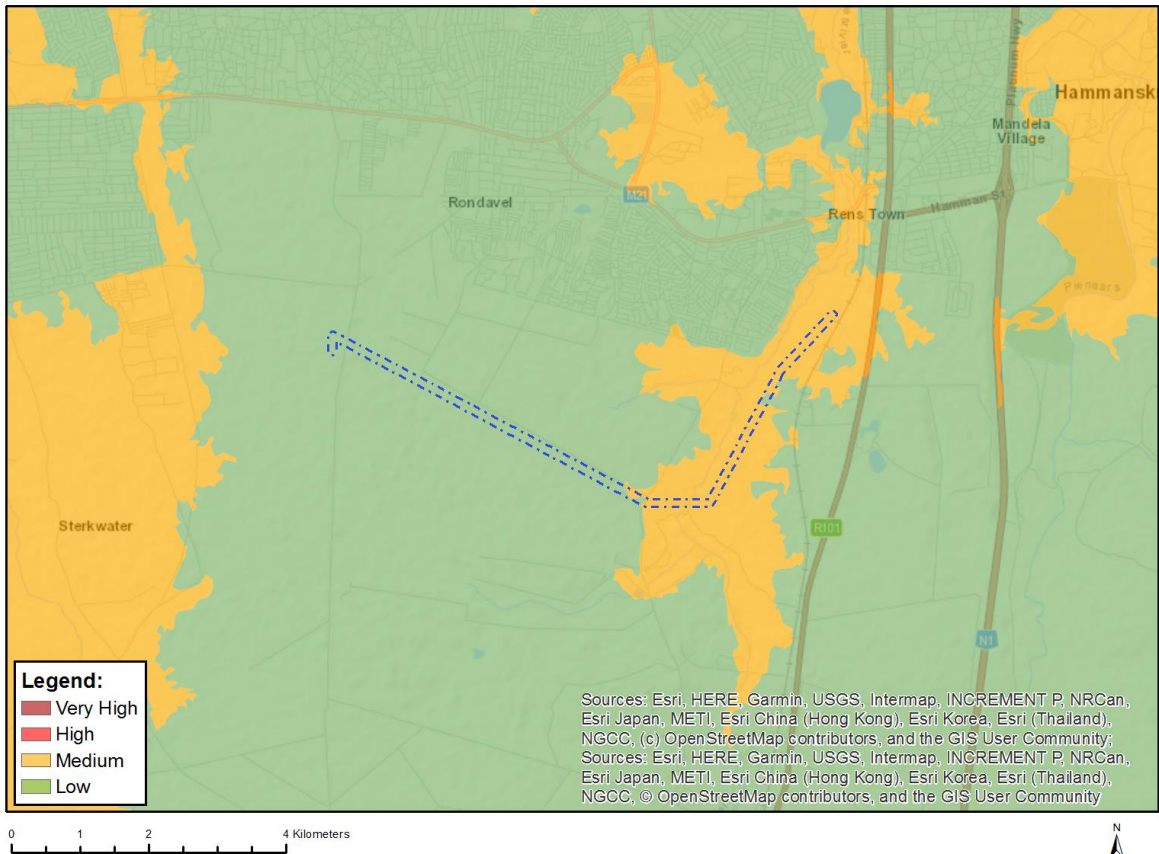 Platinum Hwy
Hammansk
Mandela
Village
Rondavel
M21
Rens Town
Hamman St
Pienaars
Sterkwater
R101
N1
Legend:
Very High
High
Medium
Low
Sources: Esri, HERE, Garmin, USGS, Intermap, INCREMENT P, NRCan,
Esri Japan, METI, Esri China (Hong Kong), Esri Korea, Esri (Thailand),
NGCC, (c) OpenStreetMap contributors, and the GIS User Community;
Sources: Esri, HERE, Garmin, USGS, Intermap, INCREMENT P, NRCan,
Esri Japan, METI, Esri China (Hong Kong), Esri Korea, Esri (Thailand),
NGCC, © OpenStreetMap contributors, and the GIS User Community
0 1 2 4 Kilometers
N